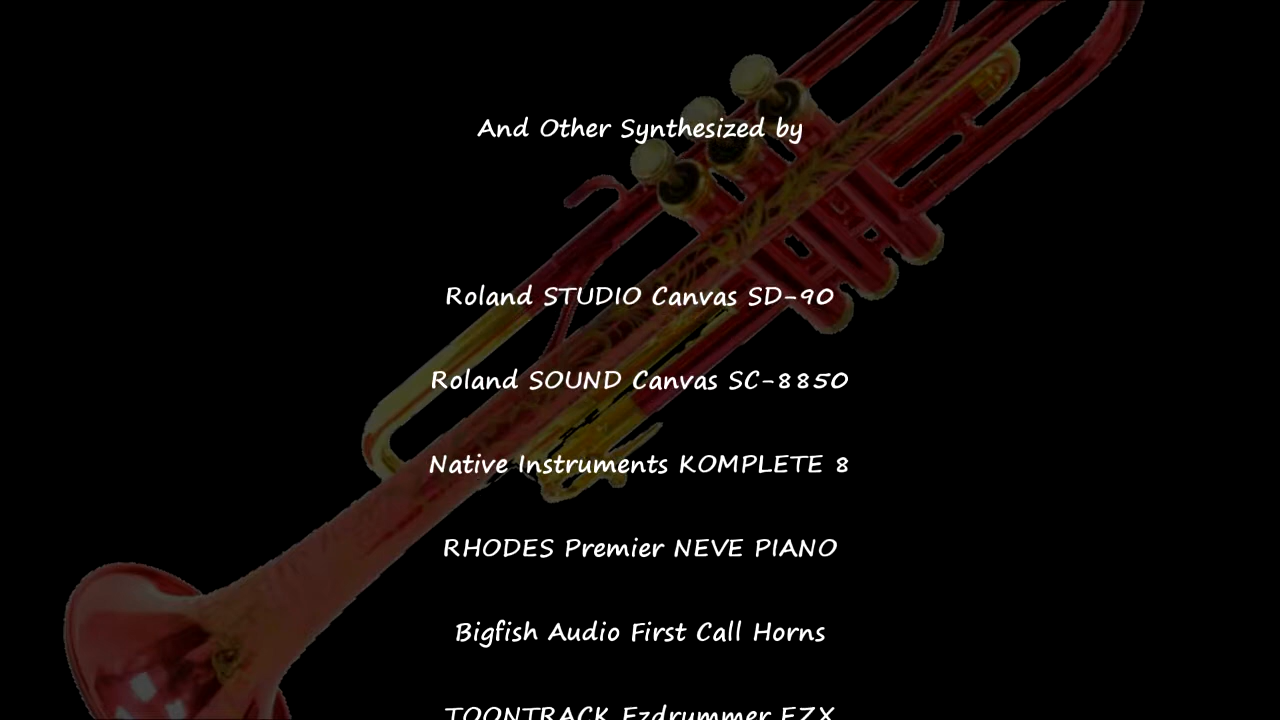 And Other Synthesized by
Roland STUDIO Canvas SD-90
Roland SOUND Canvas SC-8850
Native Instruments KOMPLETE 8
RHODES Premier NEVE PIANO
Bigfish Audio First Call Horns
TOONTRACK Ezdrummer EZX